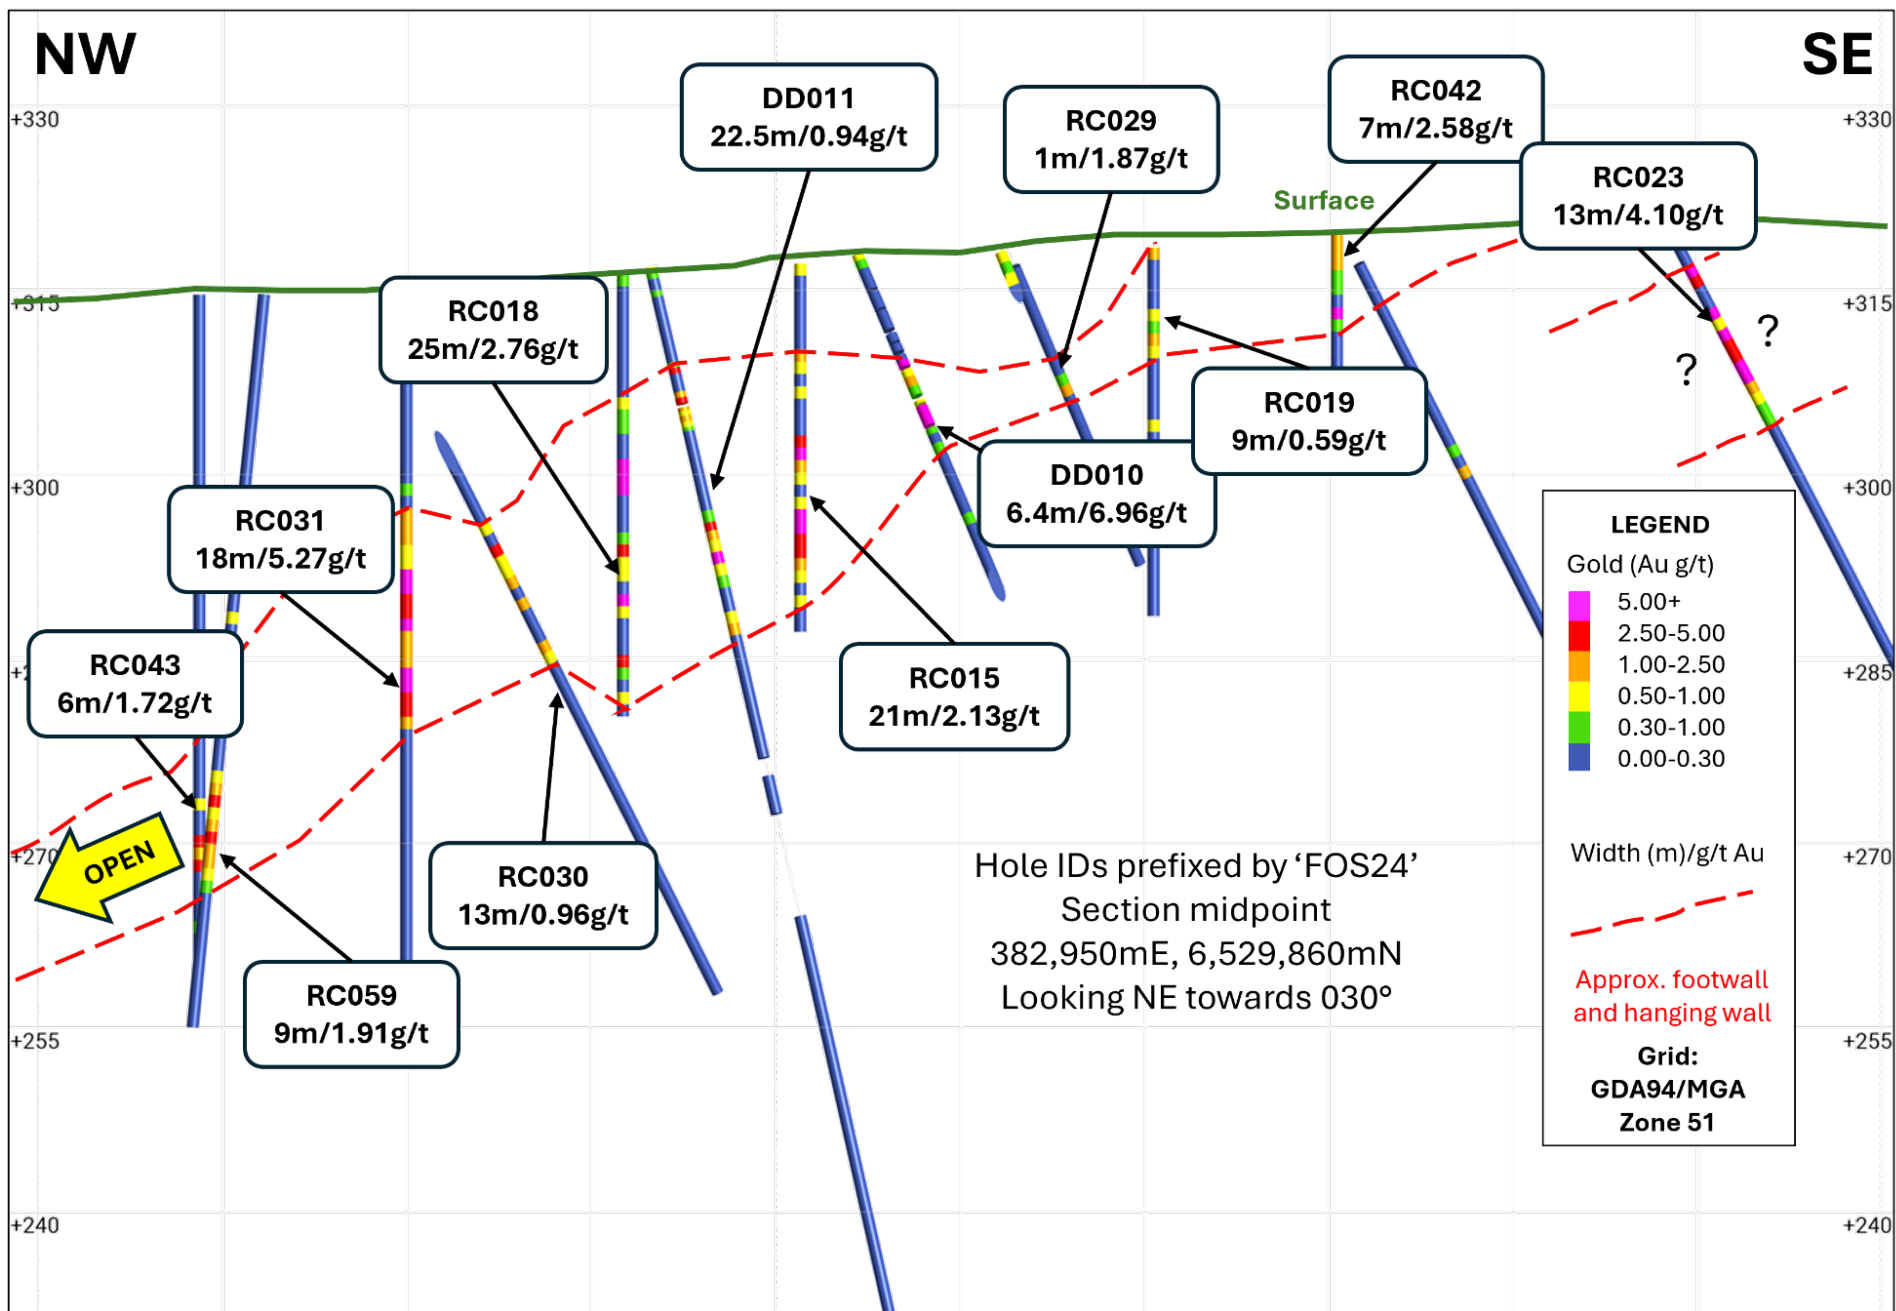 NW
SE
+330
+330
DD011
22.5m/0.94g/t
RC029
1m/1.87g/t
RC042
7m/2.58g/t
RC023
13m/4.10g/t
Surface
+315
+315
RC018
25m/2.76g/t
?
?
RC019
9m/0.59g/t
DD010
6.4m/6.96g/t
+300
+300
RC031
18m/5.27g/t
RC043
6m/1.72g/t
RC015
21m/2.13g/t
+285
OPEN
+270
+270
RC030
13m/0.96g/t
RC059
9m/1.91g/t
Hole IDs prefixed by ‘FOS24’
Section midpoint
382,950mE, 6,529,860mN
Looking NE towards 030°
+255
+255
+240
+240
LEGEND
Gold (Au g/t)
5.00+
2.50-5.00
1.00-2.50
0.50-1.00
0.30-1.00
0.00-0.30
Width (m)/g/t Au
Approx. footwall
and hanging wall
Grid:
GDA94/MGA
Zone 51